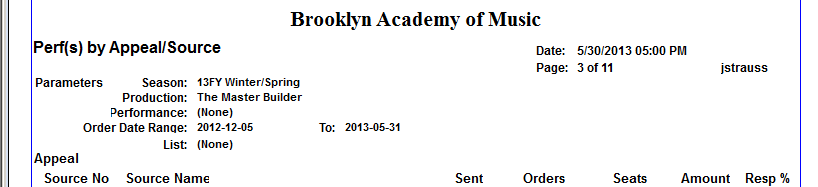 Brooklyn Academy of Music
Perf(s) by Appeal/Source
Date: 5/30/2013 05:00 PM
Page: 3 of 11 jstrauss
Parameters Season: 13FY Winter/Spring
Production: The Master Builder
Performance: (None)
Order Date Range: 2012-12-05 To: 2013-05-31
List: (None)
Appeal
Source No Source Name Sent Orders Seats Amount Resp %